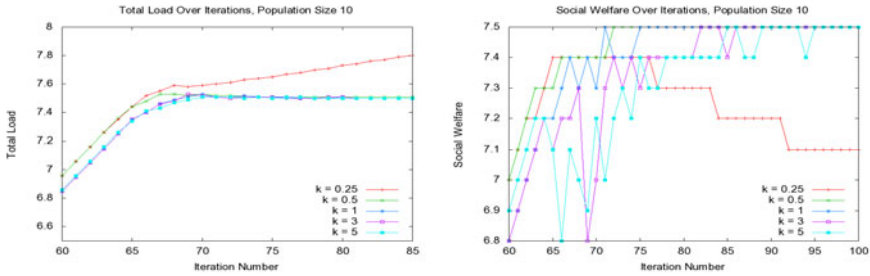 Total Load Over Iterations, Population Size 10
8
7.8
7.6
7.4
7.2
7
6.8
6.6
Total Load
60
65
70
75
80
85
Iteration Number
k = 0.25
k = 0.5
k = 1
k = 3
k = 5
Social Welfare Over Iterations, Population Size 10
7.5
7.4
7.3
7.2
7.1
7
6.9
6.8
Social Welfare
60
65
70
75
80
85
90
95
100
Iteration Number
k = 0.25
k = 0.5
k = 1
k = 3
k = 5